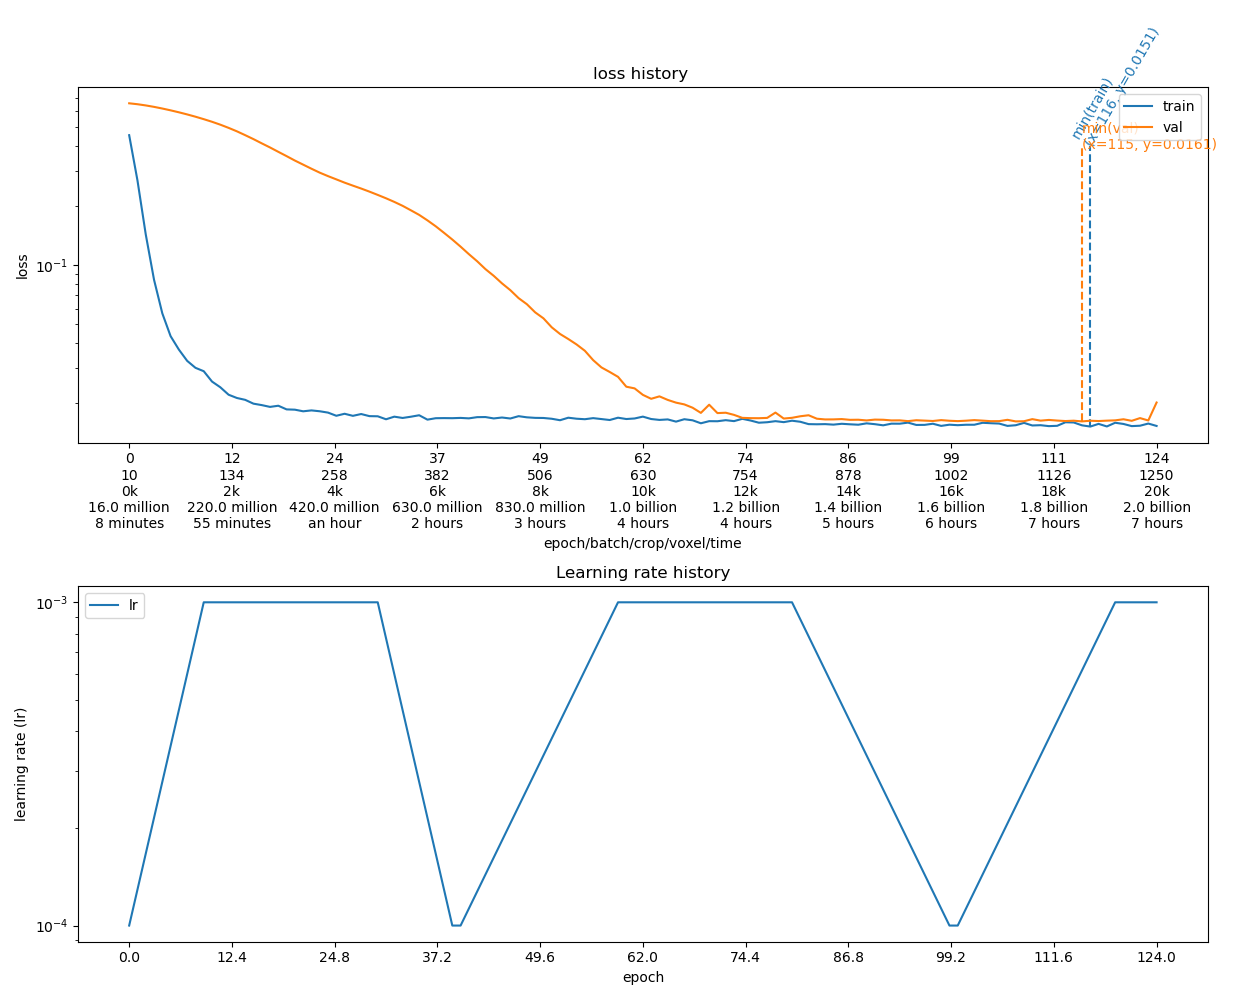 min(train)
(x=116, y=0.0151)
loss history
train
val
min(val)
(x=115, y=0.0161)
loss
10⁻¹
0 12 24 37 49 62 74 86 99 111 124
10 134 258 382 506 630 754 878 1002 1126 1250
0k 2k 4k 6k 8k 10k 12k 14k 16k 18k 20k
16.0 million 220.0 million 420.0 million 630.0 million 830.0 million 1.0 billion 1.2 billion 1.4 billion 1.6 billion 1.8 billion 2.0 billion
8 minutes 55 minutes an hour 2 hours 3 hours 4 hours 4 hours 5 hours 6 hours 7 hours 7 hours
epoch/batch/crop/voxel/time
Learning rate history
lr
learning rate (lr)
10⁻³
10⁻⁴
0.0 12.4 24.8 37.2 49.6 62.0 74.4 86.8 99.2 111.6 124.0
epoch